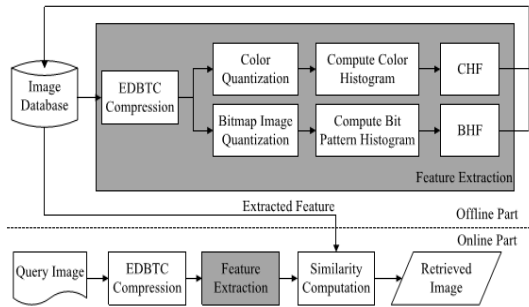 Image
Database
EDBTC
Compression
Color
Quantization
Compute Color
Histogram
CHF
Bitmap Image
Quantization
Compute Bit
Pattern Histogram
BHF
Feature Extraction
Extracted Feature
Offline Part
Online Part
Query Image
EDBTC
Compression
Feature
Extraction
Similarity
Computation
Retrieved
Image